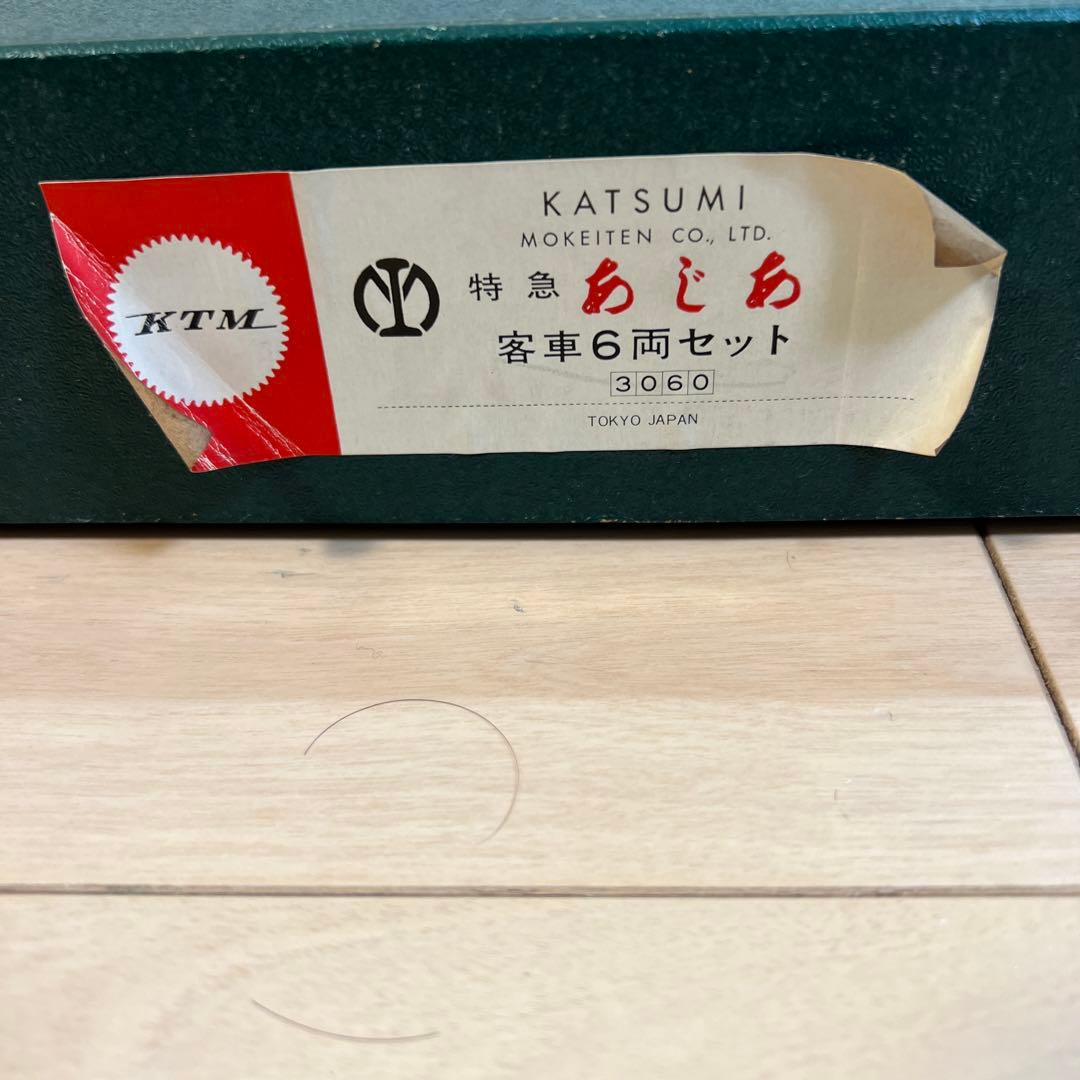 KTM
KATSUMI
MOKEITEN CO., LTD.
特急 あじあ
客車6両セット
3060
TOKYO JAPAN